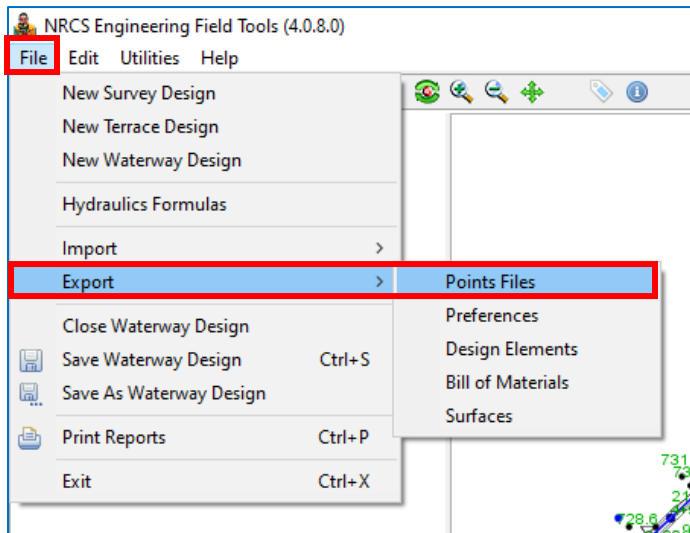 NRCS Engineering Field Tools (4.0.8.0)
File Edit Utilities Help
New Survey Design
New Terrace Design
New Waterway Design
Hydraulics Formulas
Import >
Export > Points Files
Preferences
Close Waterway Design
Design Elements
Save Waterway Design Ctrl+S
Bill of Materials
Save As Waterway Design
Surfaces
Print Reports Ctrl+P
Exit Ctrl+X
731
728.6